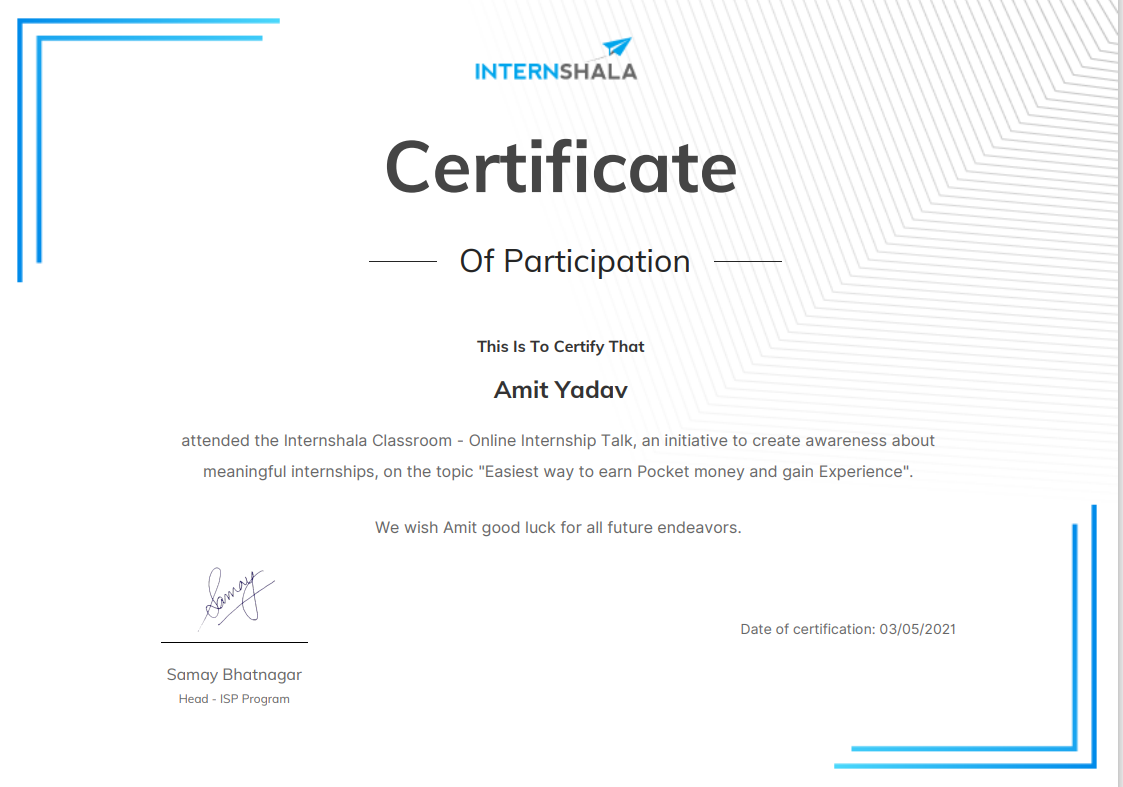 INTERNSHALA
Certificate
Of Participation
This Is To Certify That
Amit Yadav
attended the Internshala Classroom - Online Internship Talk, an initiative to create awareness about
meaningful internships, on the topic "Easiest way to earn Pocket money and gain Experience".
We wish Amit good luck for all future endeavors.
Samay
Date of certification: 03/05/2021
Samay Bhatnagar
Head - ISP Program